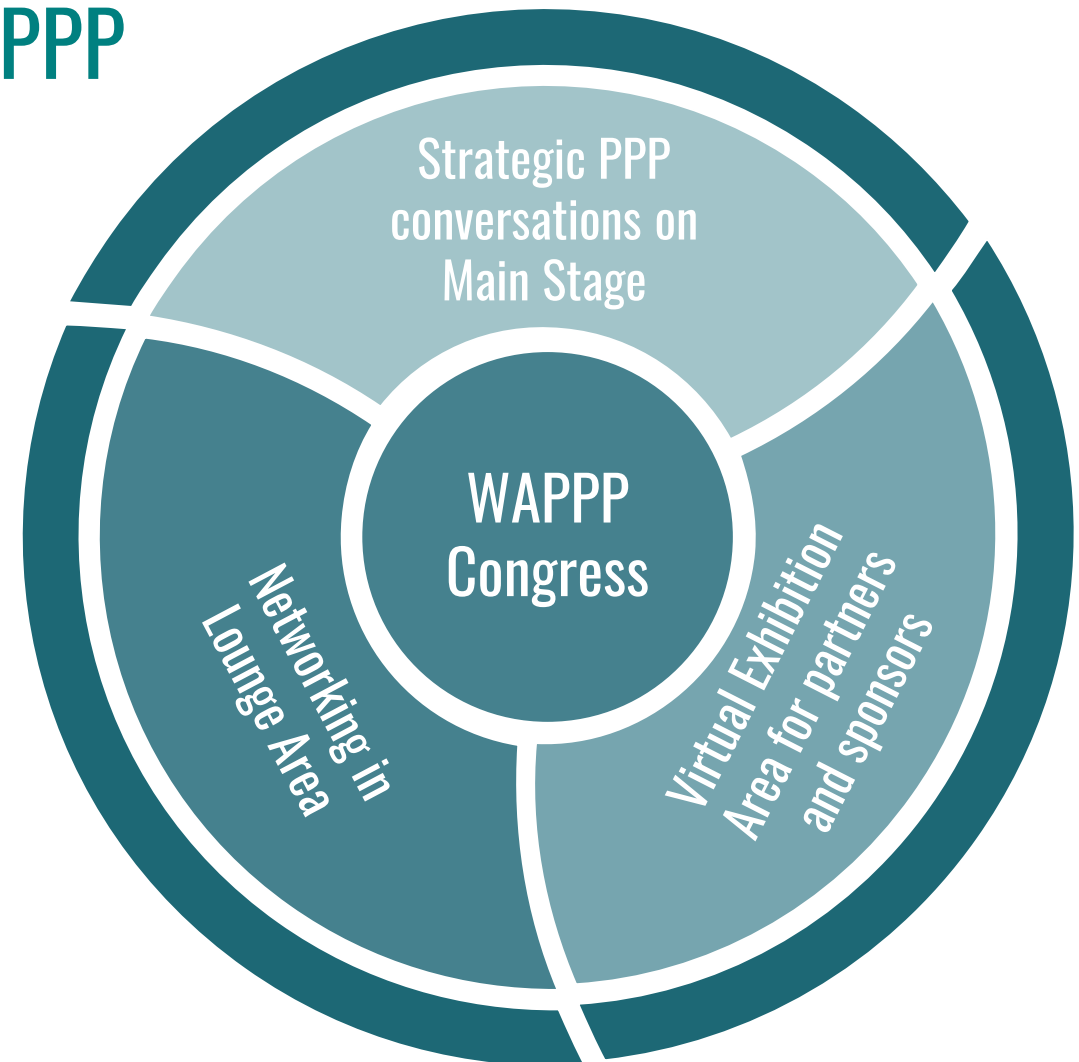 PPP
Strategic PPP
conversations on
Main Stage
WAPPP
Congress
Networking in
Lounge Area
Virtual Exhibition
Area for partners
and sponsors